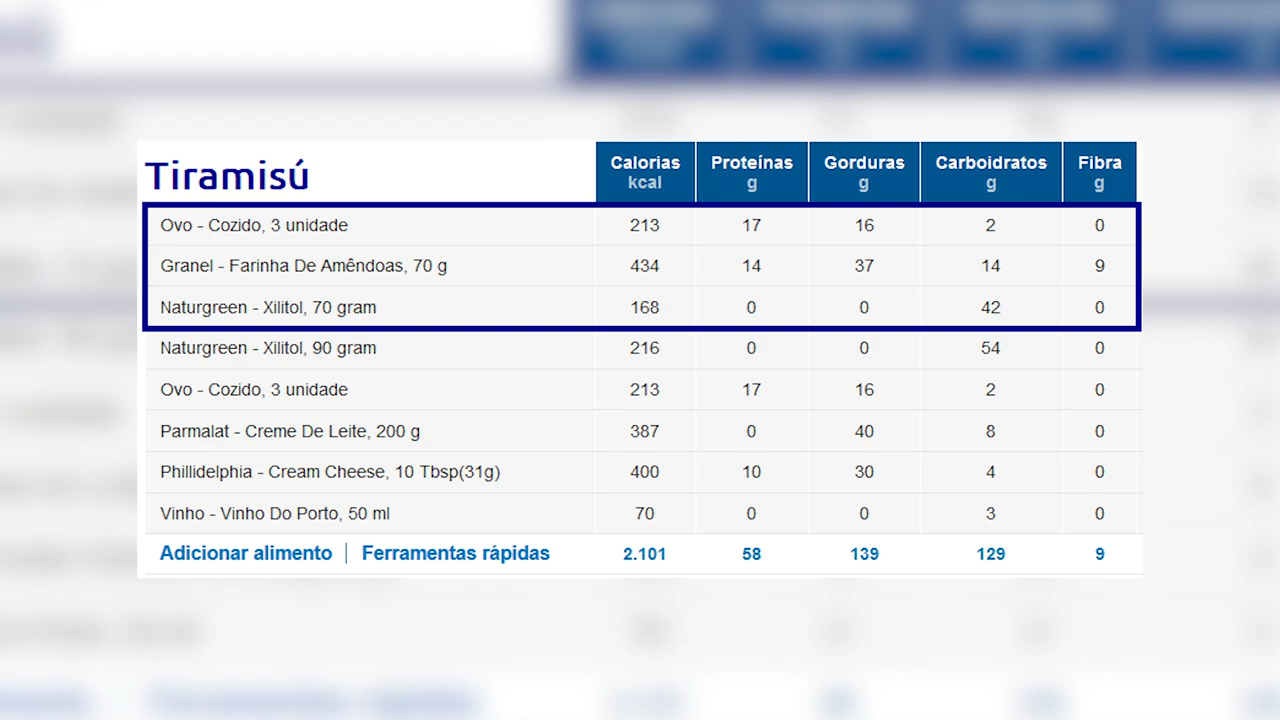 Tiramisú Calorias Proteínas Gorduras Carboidratos Fibra
kcal g g g g
Ovo - Cozido, 3 unidade 213 17 16 2 0
Granel - Farinha De Amêndoas, 70 g 434 14 37 14 9
Naturgreen - Xilitol, 70 gram 168 0 0 42 0
Naturgreen - Xilitol, 90 gram 216 0 0 54 0
Ovo - Cozido, 3 unidade 213 17 16 2 0
Parmalat - Creme De Leite, 200 g 387 0 40 8 0
Phillidelphia - Cream Cheese, 10 Tbsp(31g) 400 10 30 4 0
Vinho - Vinho Do Porto, 50 ml 70 0 0 3 0
Adicionar alimento | Ferramentas rápidas 2.101 58 139 129 9